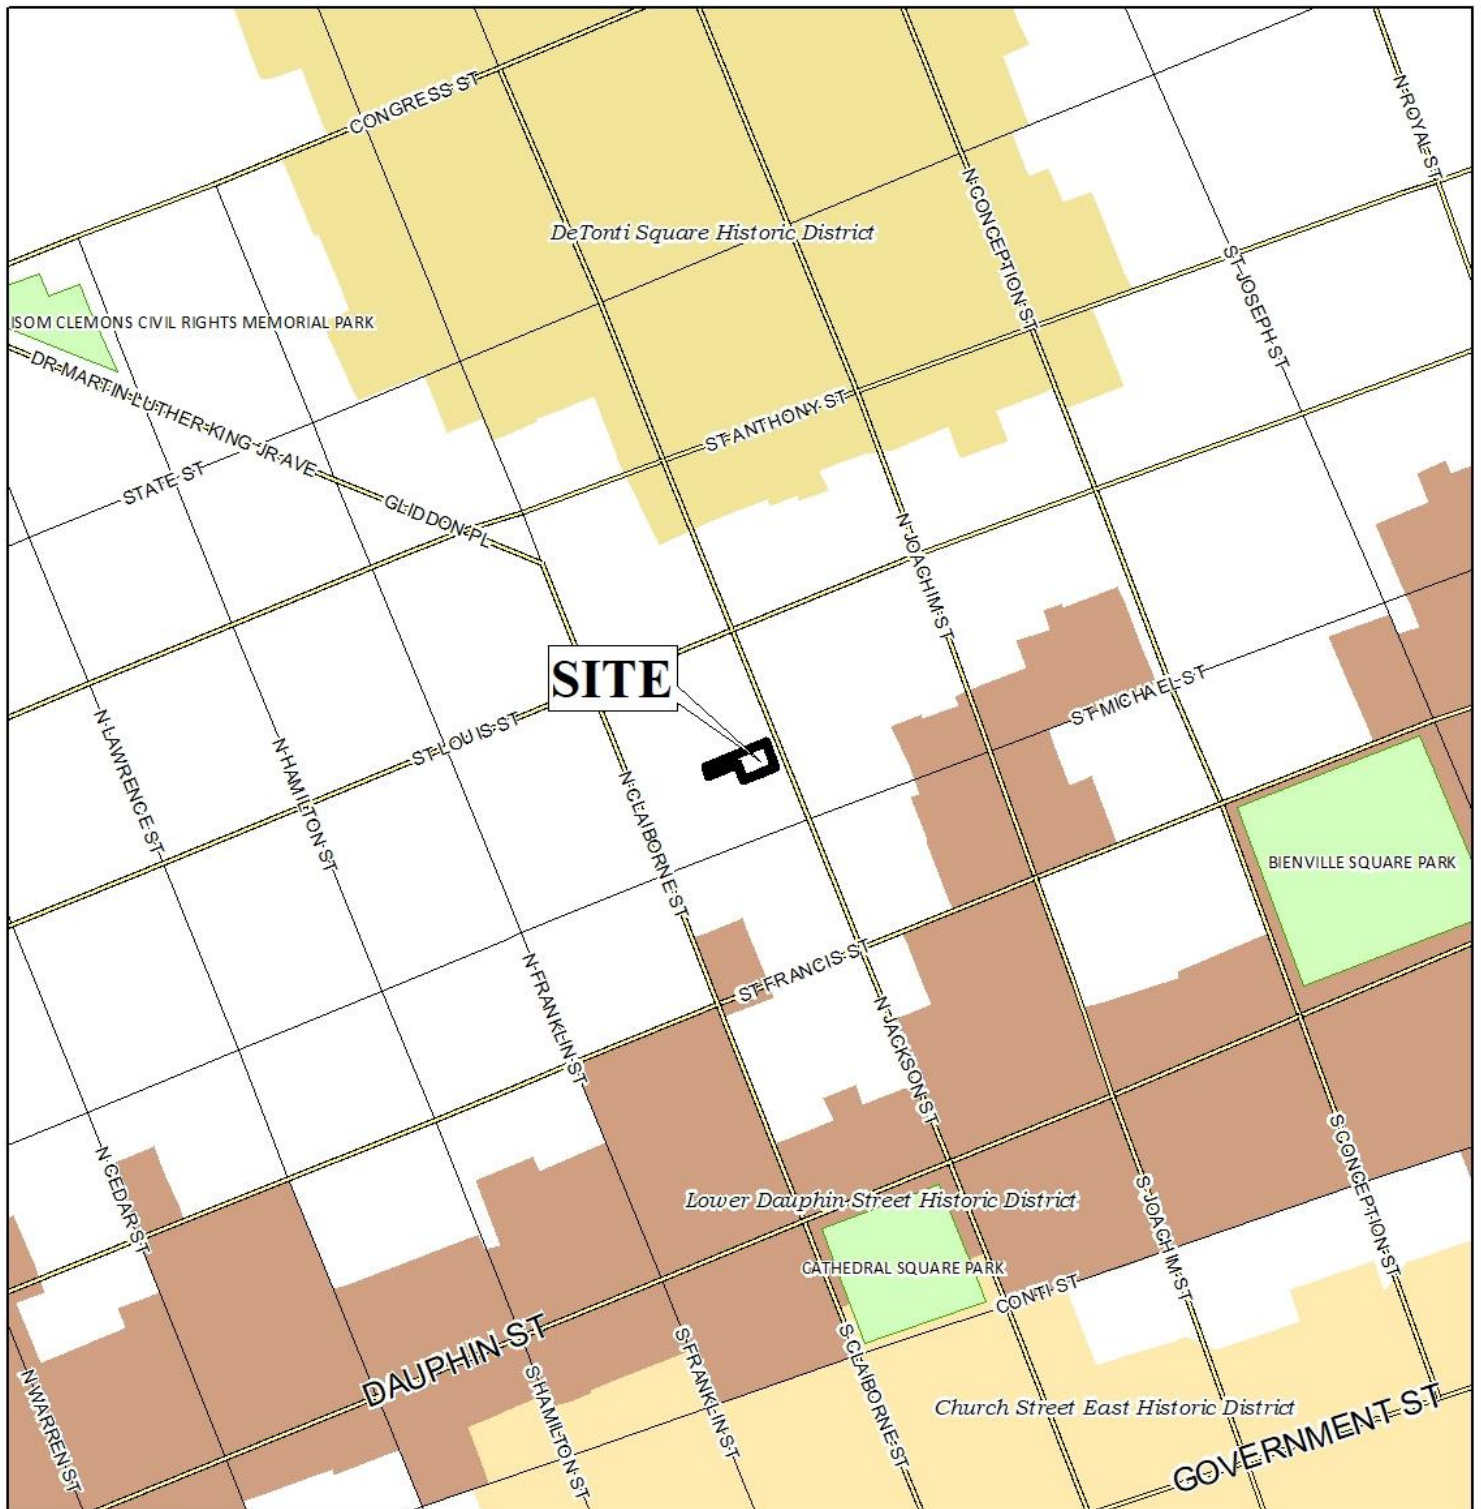 CONGRESS ST
N ROYAL ST
DeTonti Square Historic District
N CONCEPTION ST
ST JOSEPH ST
ISOM CLEMONS CIVIL RIGHTS MEMORIAL PARK
DR MARTIN LUTHER KING JR AVE
ST ANTHONY ST
STATE ST
GLIDDON PL
N JOACHIM ST
SITE
ST MICHAEL ST
N LAWRENCE ST
N HAMILTON ST
ST LOUIS ST
N CLAIBORNE ST
BIENVILLE SQUARE PARK
N FRANKLIN ST
ST FRANCIS ST
N JACKSON ST
N CEDAR ST
S CONCEPTION ST
Lower Dauphin Street Historic District
S JOACHIM ST
CATHEDRAL SQUARE PARK
CONTI ST
DAUPHIN ST
N WARREN ST
S HAMILTON ST
S FRANKLIN ST
S CLAIBORNE ST
Church Street East Historic District
GOVERNMENT ST